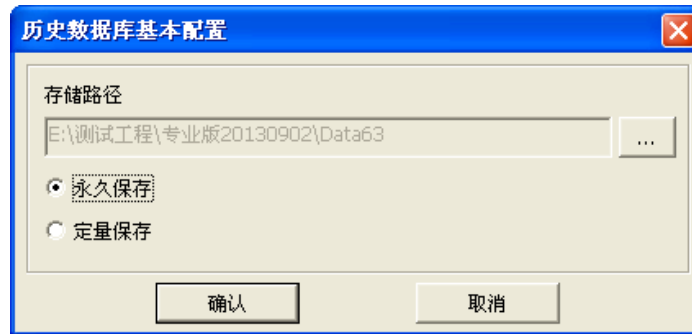 历史数据库基本配置
存储路径
E:\测试工程\专业版20130902\Data63
...
永久保存
定量保存
确认
取消